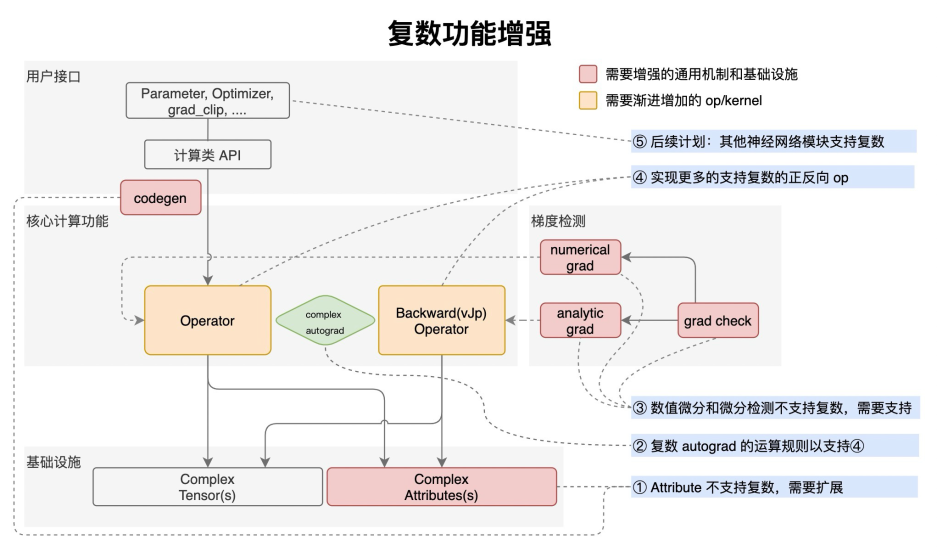 复数功能增强
用户接口
Parameter, Optimizer,
grad_clip, ....
计算类 API
codegen
需要增强的通用机制和基础设施
需要渐进增加的 op/kernel
⑤ 后续计划：其他神经网络模块支持复数
④ 实现更多的支持复数的正反向 op
核心计算功能
Operator
complex
autograd
Backward(vJp)
Operator
梯度检测
numerical
grad
analytic
grad
grad check
③ 数值微分和微分检测不支持复数，需要支持
② 复数 autograd 的运算规则以支持④
① Attribute 不支持复数，需要扩展
基础设施
Complex
Tensor(s)
Complex
Attributes(s)